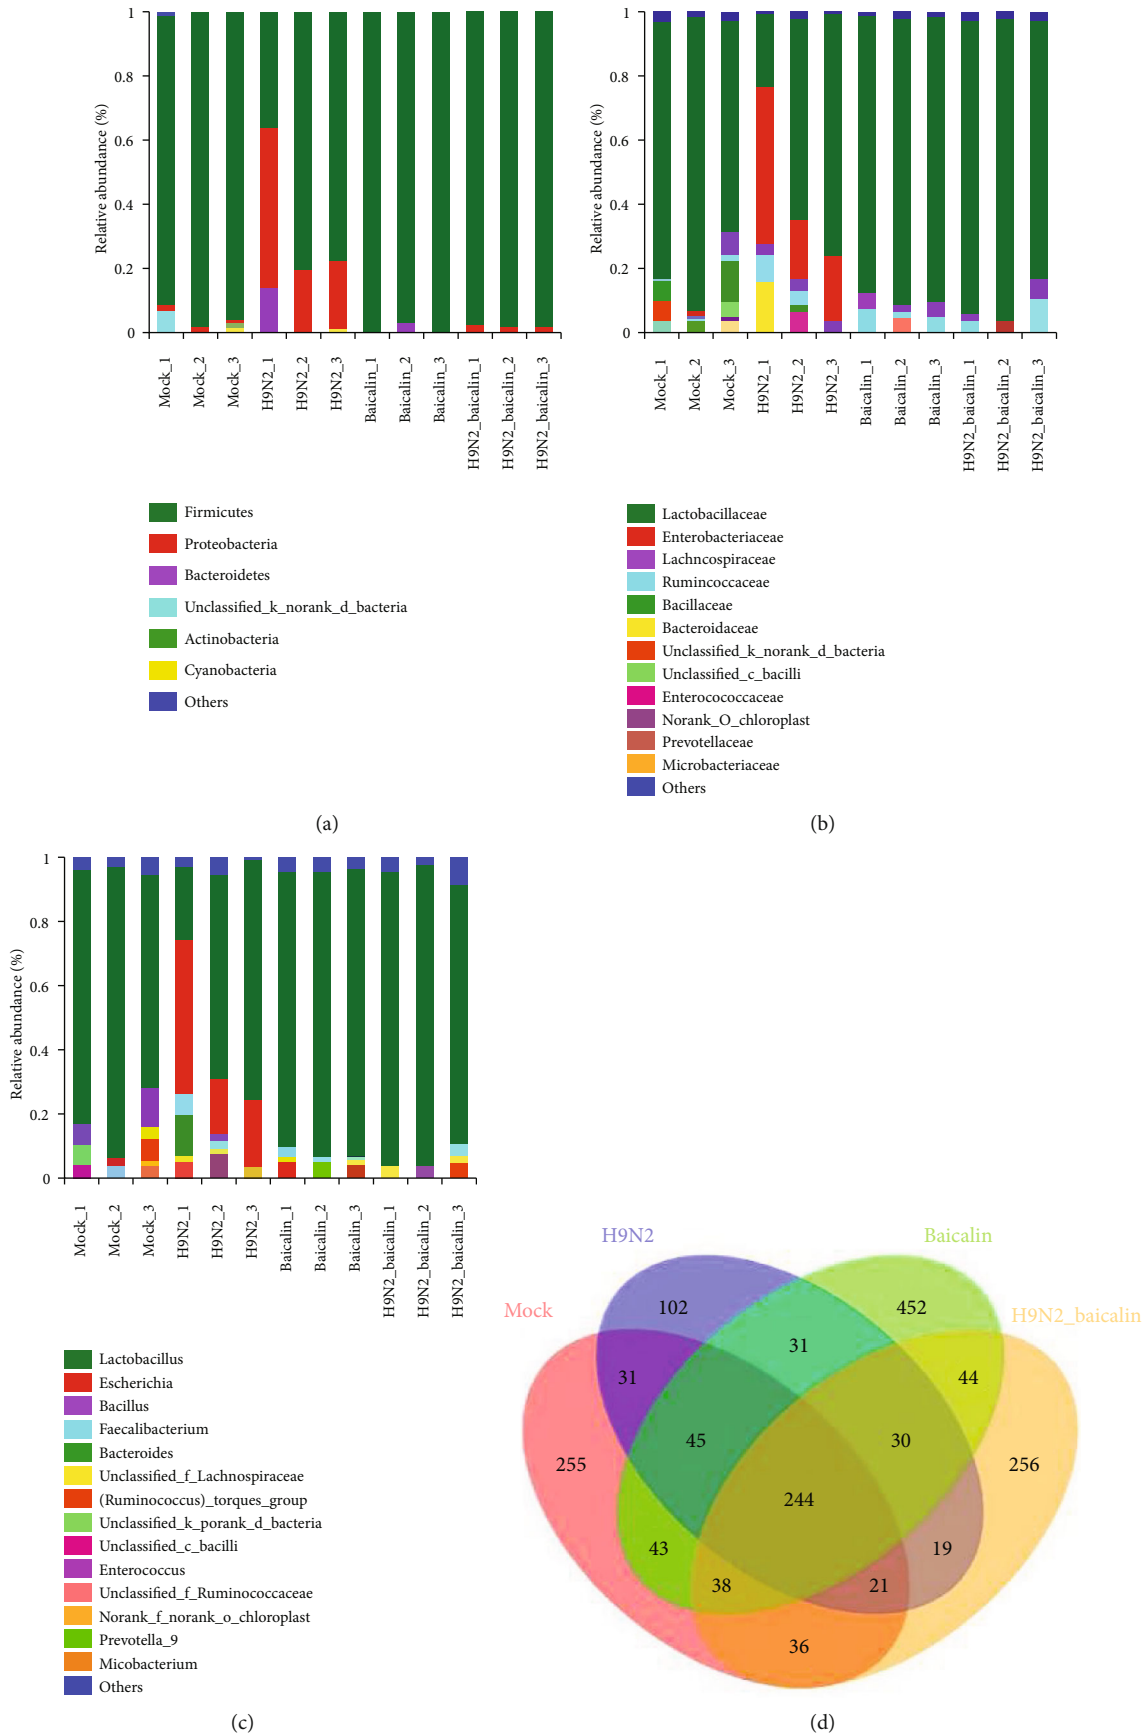 Relative abundance (%)
1
0.8
0.6
0.4
0.2
0
Mock_1
Mock_2
Mock_3
H9N2_1
H9N2_2
H9N2_3
Baicalin_1
Baicalin_2
Baicalin_3
H9N2_baicalin_1
H9N2_baicalin_2
H9N2_baicalin_3
Firmicutes
Proteobacteria
Bacteroidetes
Unclassified_k_norank_d_bacteria
Actinobacteria
Cyanobacteria
Others
(a)
Relative abundance (%)
1
0.8
0.6
0.4
0.2
0
Mock_1
Mock_2
Mock_3
H9N2_1
H9N2_2
H9N2_3
Baicalin_1
Baicalin_2
Baicalin_3
H9N2_baicalin_1
H9N2_baicalin_2
H9N2_baicalin_3
Lactobacillaceae
Enterobacteriaceae
Lachncospiraceae
Rumincoccaceae
Bacillaceae
Bacteroidaceae
Unclassified_k_norank_d_bacteria
Unclassified_c_bacilli
Enterocococcaceae
Norank_O_chloroplast
Prevotellaceae
Microbacteriaceae
Others
(b)
Relative abundance (%)
1
0.8
0.6
0.4
0.2
0
Mock_1
Mock_2
Mock_3
H9N2_1
H9N2_2
H9N2_3
Baicalin_1
Baicalin_2
Baicalin_3
H9N2_baicalin_1
H9N2_baicalin_2
H9N2_baicalin_3
Lactobacillus
Escherichia
Bacillus
Faecalibacterium
Bacteroides
Unclassified_f_Lachnospiraceae
(Ruminococcus)_torques_group
Unclassified_k_porank_d_bacteria
Unclassified_c_bacilli
Enterococcus
Unclassified_f_Ruminococcaceae
Norank_f_norank_o_chloroplast
Prevotella_9
Micobacterium
Others
(c)
H9N2
Baicalin
Mock
H9N2_baicalin
102
452
31
31
44
45
30
255
256
244
43
19
38
21
36
(d)